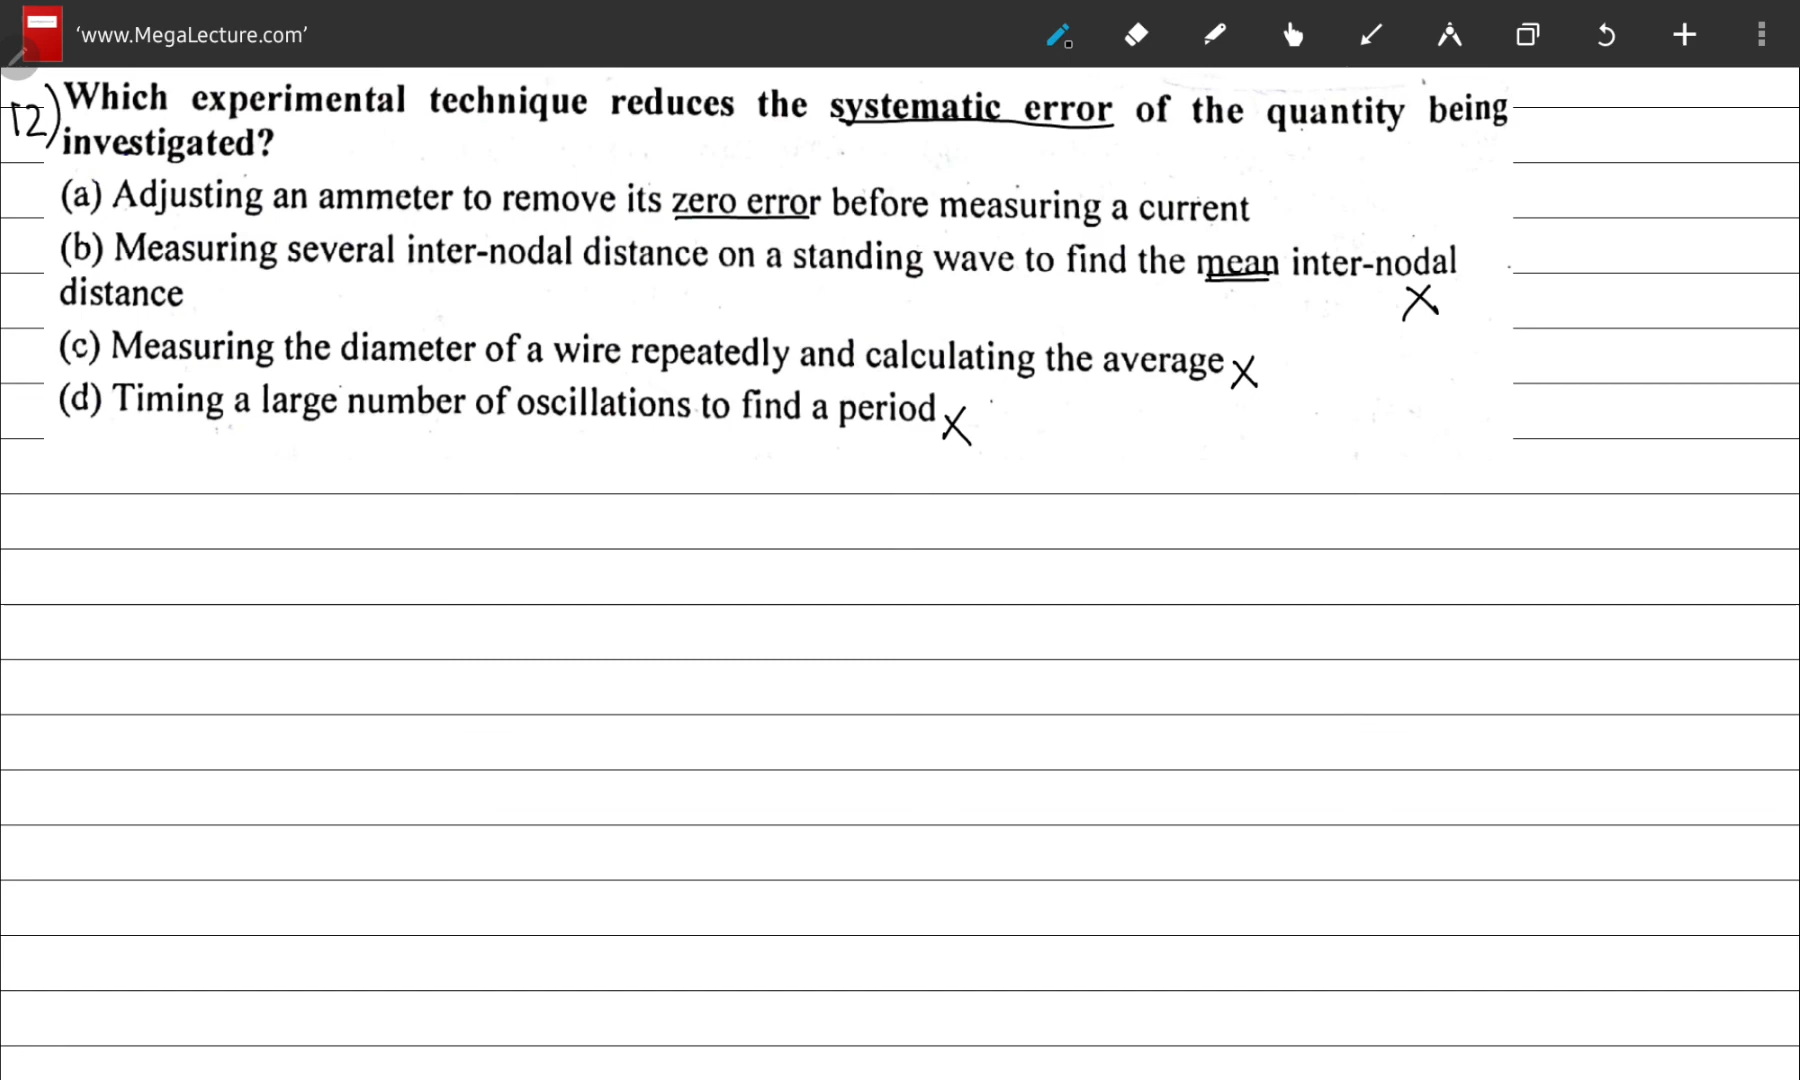 ‘www.MegaLecture.com’
12) Which experimental technique reduces the systematic error of the quantity being
investigated?
(a) Adjusting an ammeter to remove its zero error before measuring a current
(b) Measuring several inter-nodal distance on a standing wave to find the mean inter-nodal
distance X
(c) Measuring the diameter of a wire repeatedly and calculating the average X
(d) Timing a large number of oscillations to find a period X